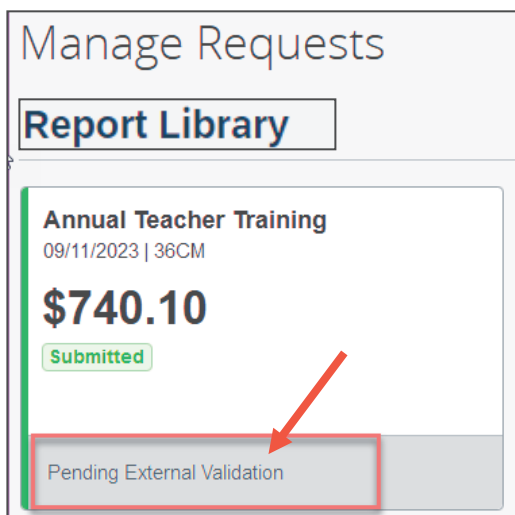 Manage Requests
Report Library
Annual Teacher Training
09/11/2023 | 36CM
$740.10
Submitted
Pending External Validation